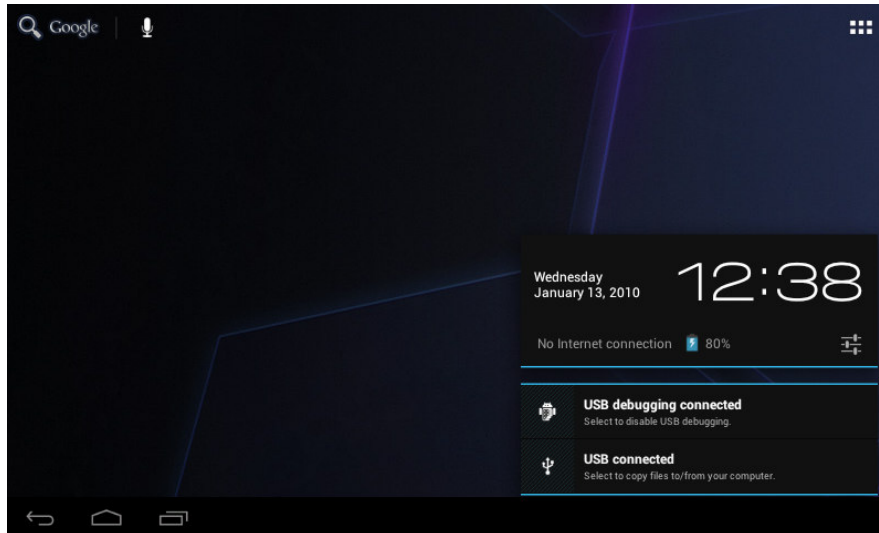 Google
Wednesday
January 13, 2010
12:38
No Internet connection 80%
USB debugging connected
Select to disable USB debugging.
USB connected
Select to copy files to/from your computer.